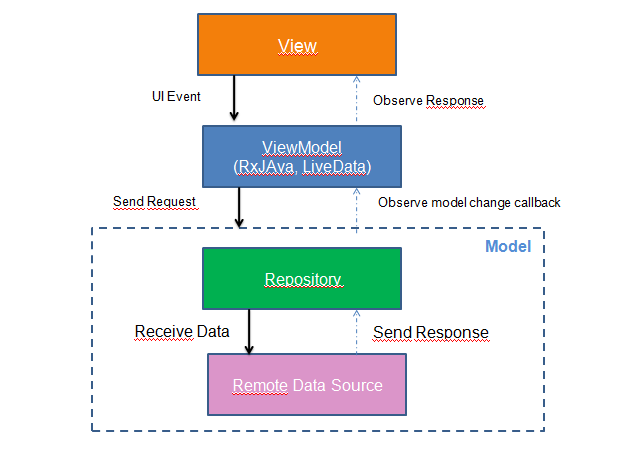 View
UI Event
Observe Response
ViewModel
(RxJAva, LiveData)
Send Request
Observe model change callback
Model
Repository
Receive Data
Send Response
Remote Data Source